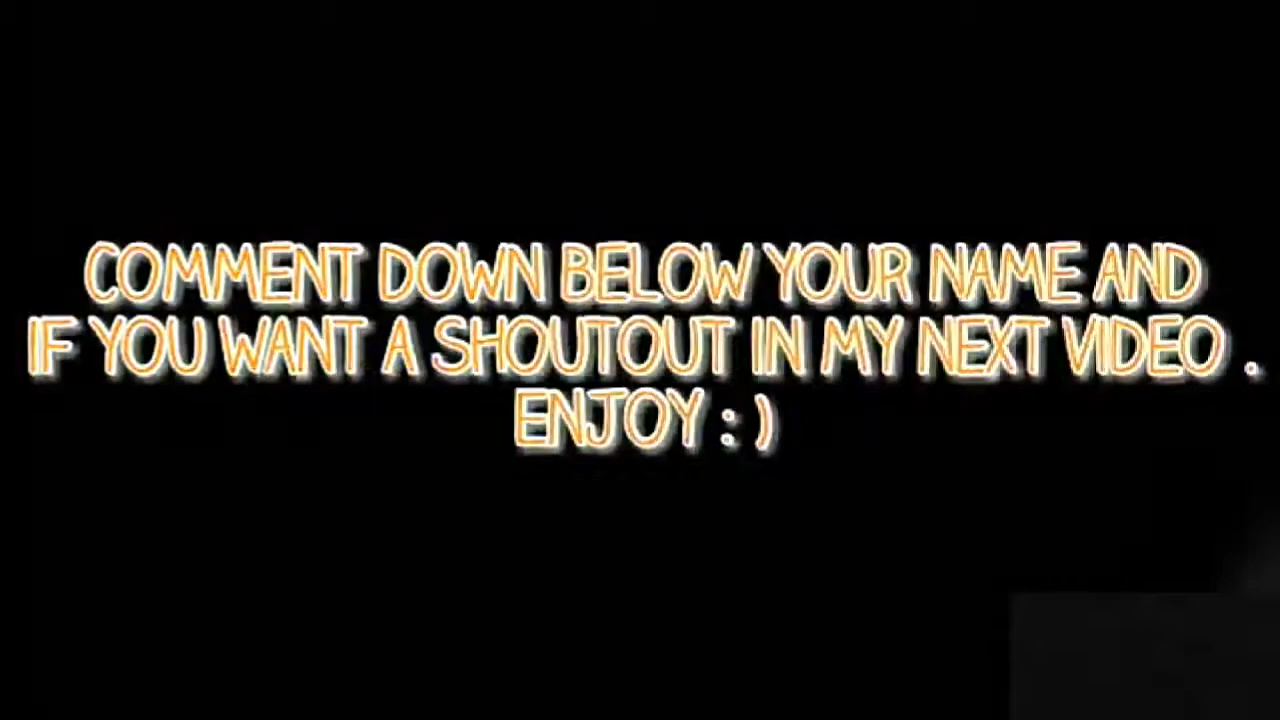 COMMENT DOWN BELOW YOUR NAME AND
IF YOU WANT A SHOUTOUT IN MY NEXT VIDEO .
ENJOY : )